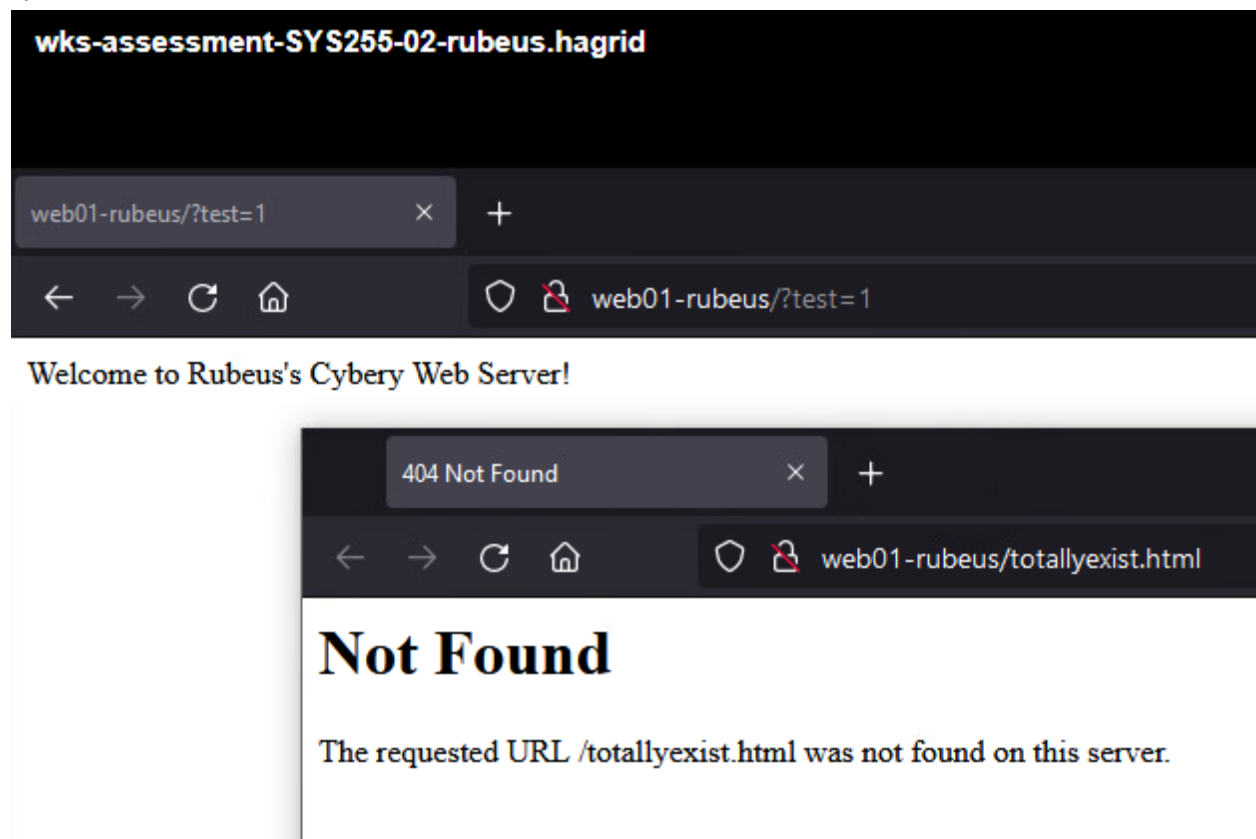 wks-assessment-SYS255-02-rubeus.hagrid
web01-rubeus/?test=1
web01-rubeus/?test=1
Welcome to Rubeus's Cybery Web Server!
404 Not Found
web01-rubeus/totallyexist.html
Not Found
The requested URL /totallyexist.html was not found on this server.